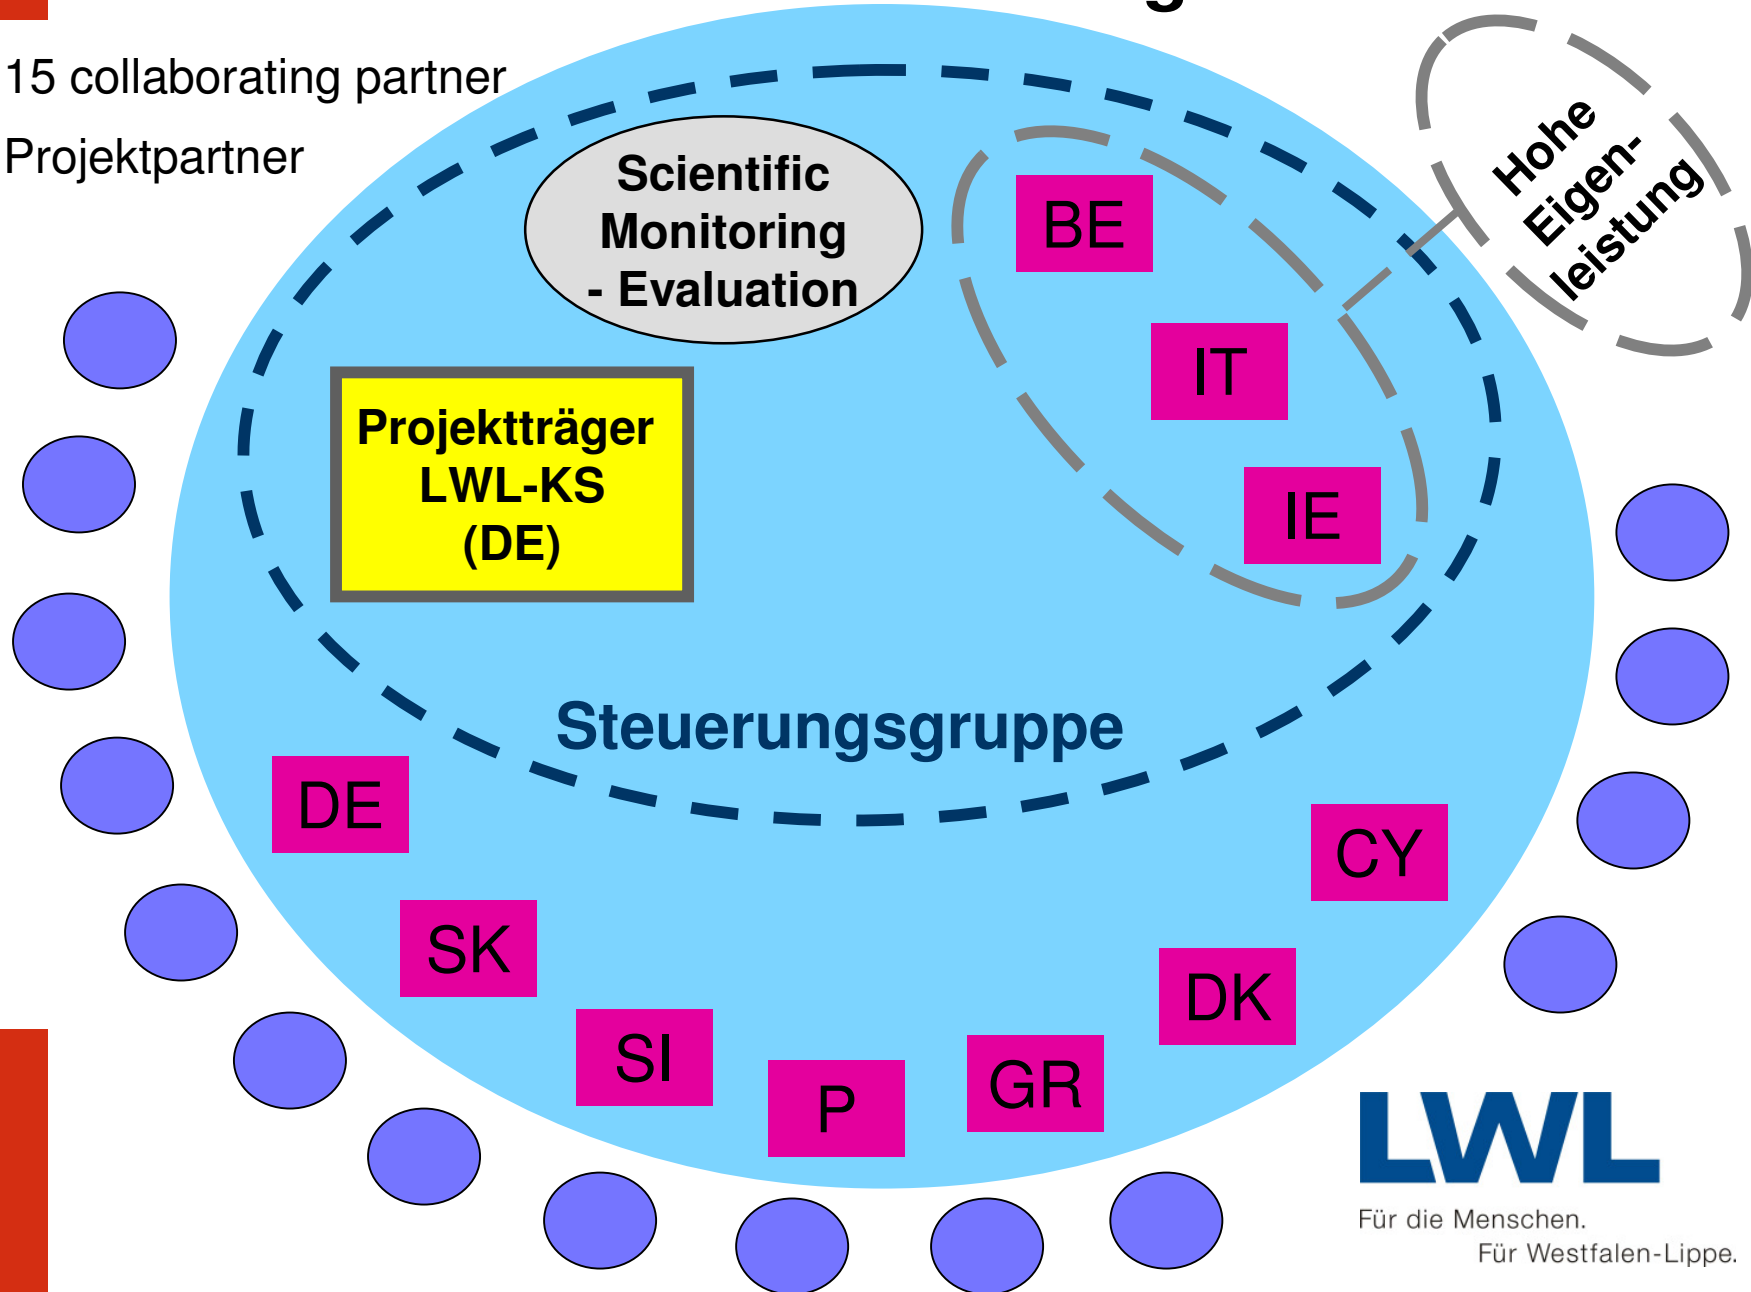 15 collaborating partner
Projektpartner
Scientific
Monitoring
- Evaluation
Hohe
Eigen-
leistung
BE
IT
IE
Projektträger
LWL-KS
(DE)
Steuerungsgruppe
DE
SK
SI
P
GR
DK
CY
LWL
Für die Menschen.
Für Westfalen-Lippe.